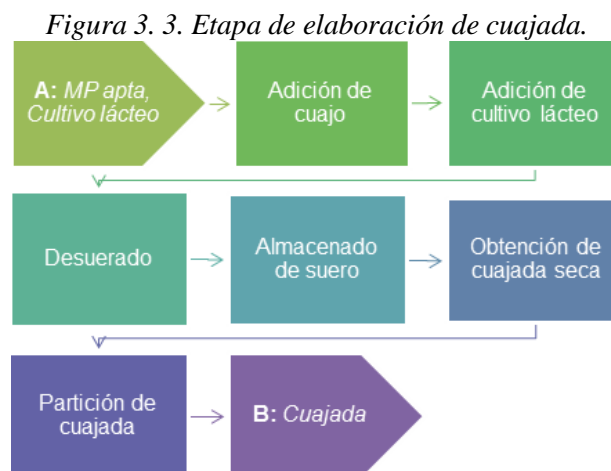 Figura 3. 3. Etapa de elaboración de cuajada.
A: MP apta,
Cultivo lácteo
Adición de
cuajo
Adición de
cultivo lácteo
Desuerado
Almacenado
de suero
Obtención de
cuajada seca
Partición de
cuajada
B: Cuajada